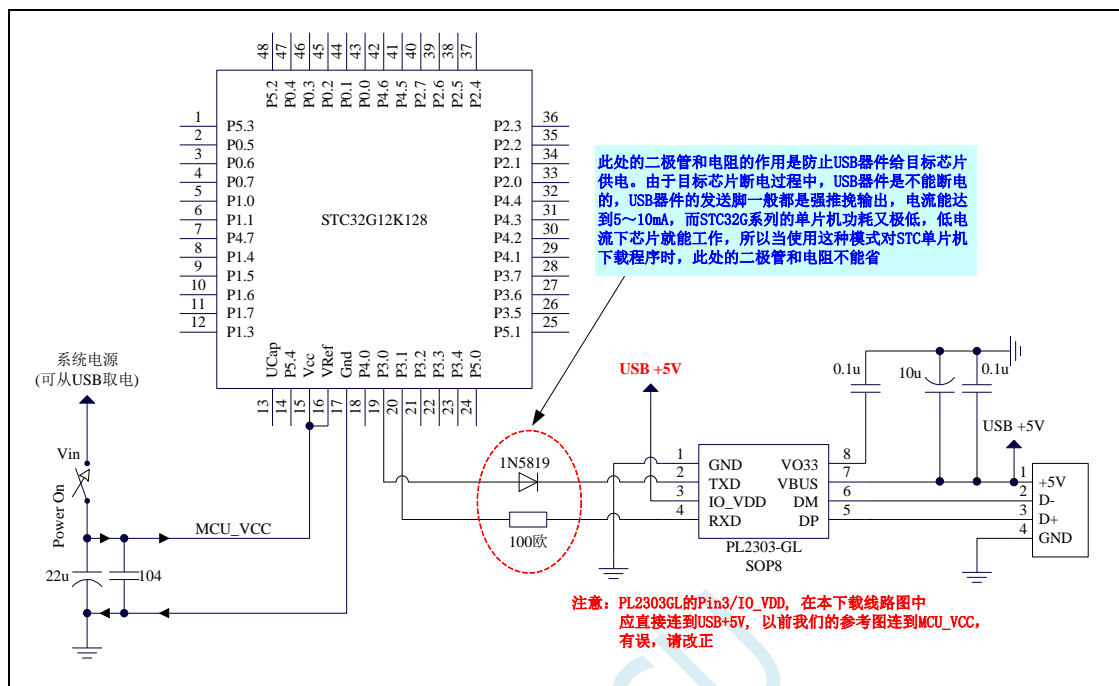 48
47
46
45
44
43
42
41
40
39
38
37
P5.2
P0.4
P0.3
P0.2
P0.1
P0.0
P4.6
P4.5
P2.7
P2.6
P2.5
P2.4
1 P5.3
2 P0.5
3 P0.6
4 P0.7
5 P1.0
6 P1.1
7 P4.7
8 P1.4
9 P1.5
10 P1.6
11 P1.7
12 P1.3
STC32G12K128
P2.3 36
P2.2 35
P2.1 34
P2.0 33
P4.4 32
P4.3 31
P4.2 30
P4.1 29
P3.7 28
P3.6 27
P3.5 26
P5.1 25
UCap
P5.4
Vcc
VRef
Gnd
P4.0
P3.0
P3.1
P3.2
P3.3
P3.4
P5.0
13
14
15
16
17
18
19
20
21
22
23
24
此处的二极管和电阻的作用是防止USB器件给目标芯片
供电。由于目标芯片断电过程中，USB器件是不能断电
的，USB器件的发送脚一般都是强推挽输出，电流能达
到5～10mA，而STC32G系列的单片机功耗又极低，低电
流下芯片就能工作，所以当使用这种模式对STC单片机
下载程序时，此处的二极管和电阻不能省
系统电源
(可从USB取电)
Vin
Power On
MCU_VCC
22u
104
1N5819
100欧
USB +5V
0.1u
10u
0.1u
USB +5V
1 GND
2 TXD
3 IO_VDD
4 RXD
VO33 8
VBUS 7
DM 6
DP 5
PL2303-GL
SOP8
1 +5V
2 D-
3 D+
4 GND
注意：PL2303GL的Pin3/IO_VDD, 在本下载线路图中
应直接连到USB+5V, 以前我们的参考图连到MCU_VCC,
有误, 请改正